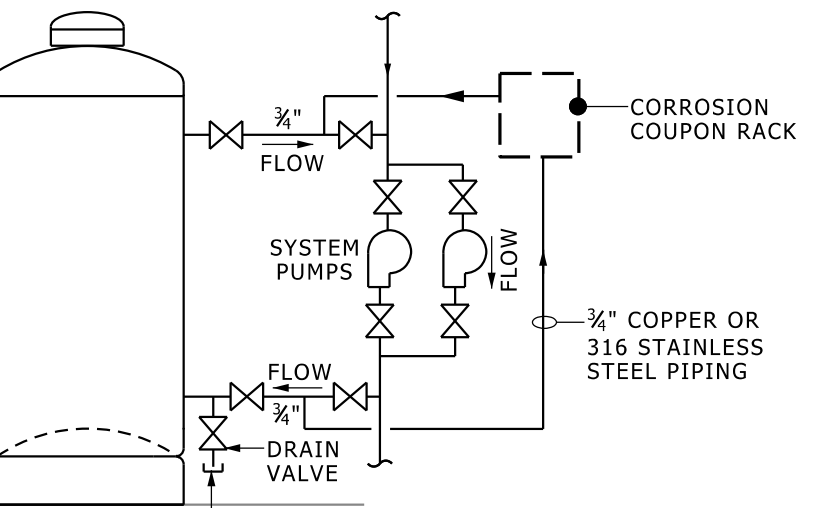 ¾"
FLOW
CORROSION
COUPON RACK
SYSTEM
PUMPS
FLOW
¾" COPPER OR
316 STAINLESS
STEEL PIPING
FLOW
¾"
DRAIN
VALVE